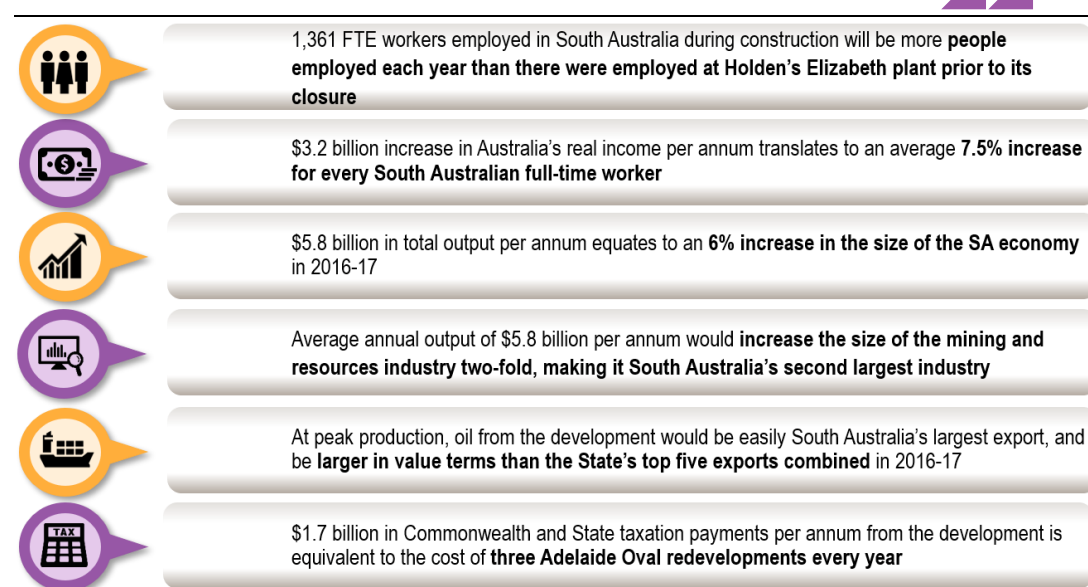 1,361 FTE workers employed in South Australia during construction will be more people
employed each year than there were employed at Holden's Elizabeth plant prior to its
closure
$3.2 billion increase in Australia's real income per annum translates to an average 7.5% increase
for every South Australian full-time worker
$5.8 billion in total output per annum equates to an 6% increase in the size of the SA economy
in 2016-17
Average annual output of $5.8 billion per annum would increase the size of the mining and
resources industry two-fold, making it South Australia's second largest industry
At peak production, oil from the development would be easily South Australia's largest export, and
be larger in value terms than the State's top five exports combined in 2016-17
TAX
$1.7 billion in Commonwealth and State taxation payments per annum from the development is
equivalent to the cost of three Adelaide Oval redevelopments every year